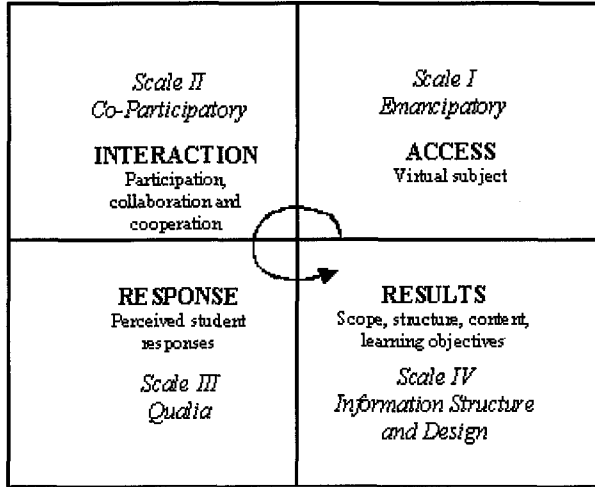 Scale II
Co-Participatory
INTERACTION
Participation,
collaboration and
cooperation
Scale I
Emancipatory
ACCESS
Virtual subject
RESPONSE
Perceived student
responses
Scale III
Qualia
RESULTS
Scope, structure, content,
learning objectives
Scale IV
Information Structure
and Design